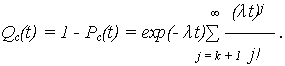 Q_c(t) = 1 - P_c(t) = exp(- λt) ∑_{j = k + 1}^{∞} (λt)^j / j! .